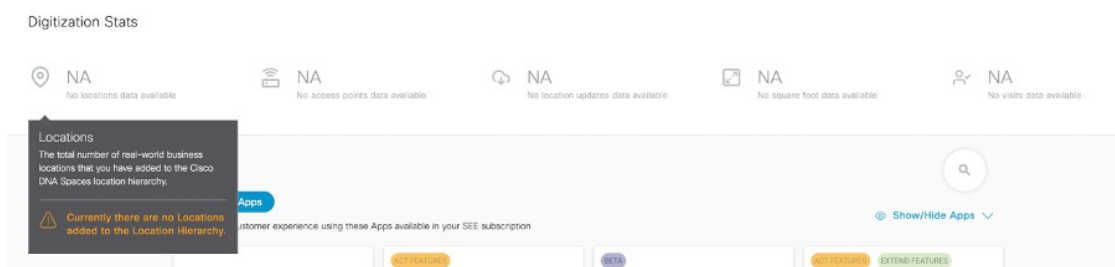 Digitization Stats
NA
No locations data available
NA
No access points data available
NA
No location updates data available
NA
No square foot data available
NA
No visits data available
Locations
The total number of real-world business
locations that you have added to the Cisco
DNA Spaces location hierarchy.
Currently there are no Locations
added to the Location Hierarchy.
Apps
ustomer experience using these Apps available in your SEE subscription
Show/Hide Apps
ACT FEATURES
BETA
ACT FEATURES
EXTEND FEATURES